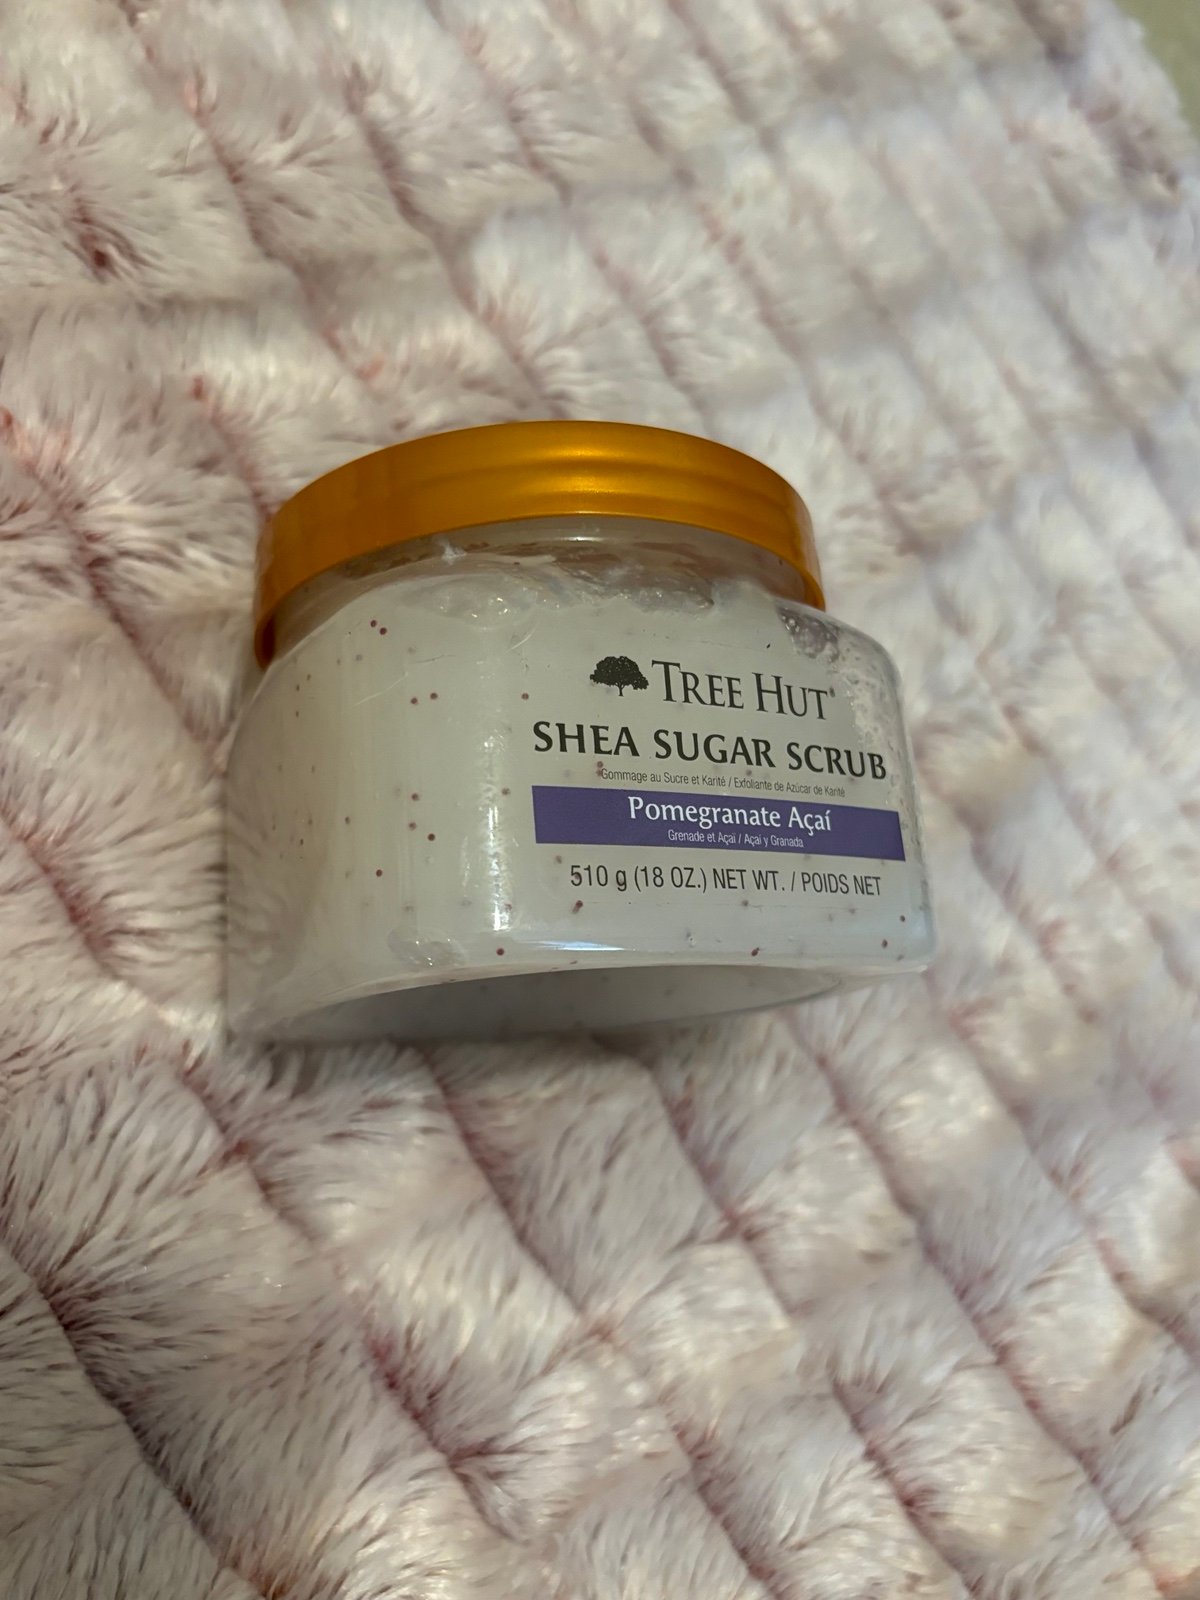 TREE HUT®
SHEA SUGAR SCRUB
Gommage au Sucre et Karité / Exfoliante de Azúcar de Karité
Pomegranate Açaí
Grenade et Açai / Açaí y Granada
510 g (18 OZ.) NET WT. / POIDS NET